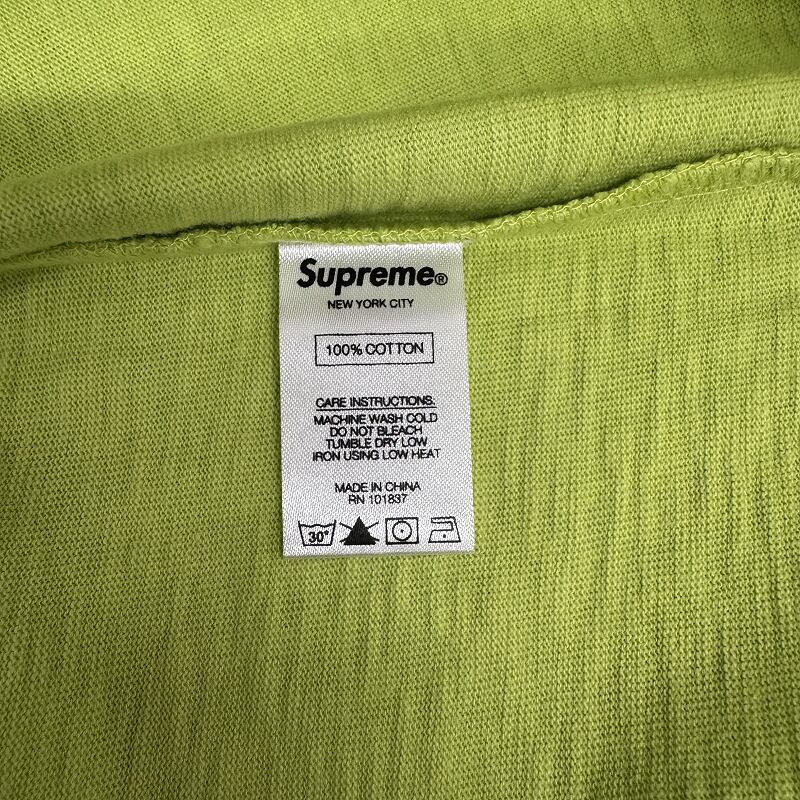 Supreme®
NEW YORK CITY
100% COTTON
CARE INSTRUCTIONS:
MACHINE WASH COLD
DO NOT BLEACH
TUMBLE DRY LOW
IRON USING LOW HEAT
MADE IN CHINA
RN 101837
30°